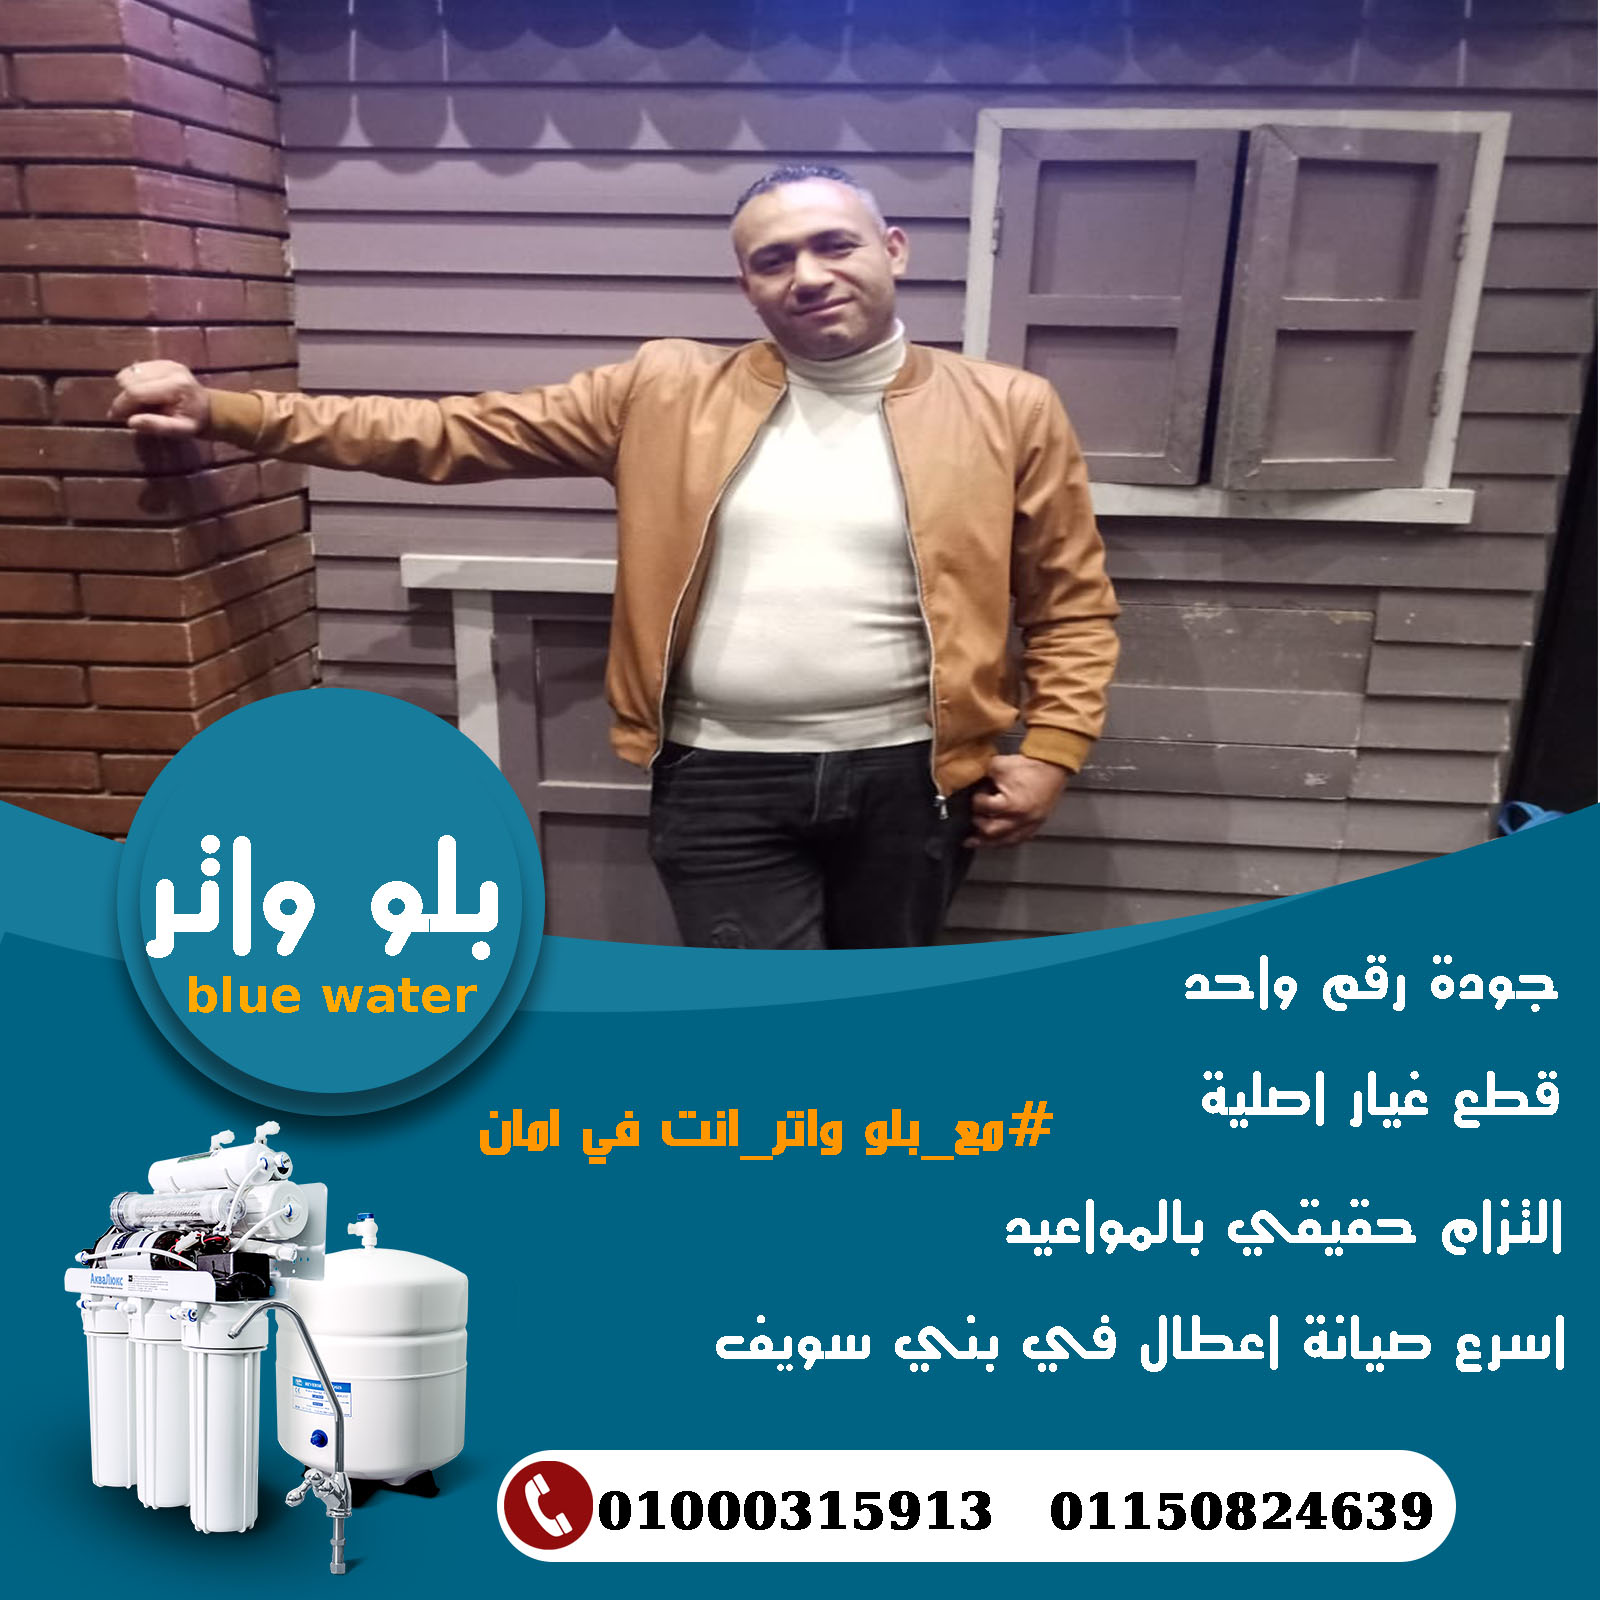 بلو واتر
blue water
جودة رقم واحد
قطع غيار اصلية
#مع_بلو واتر_انت في امان
التزام حقيقي بالمواعيد
اسرع صيانة اعطال في بني سويف
АкваЛюкс
01000315913 01150824639